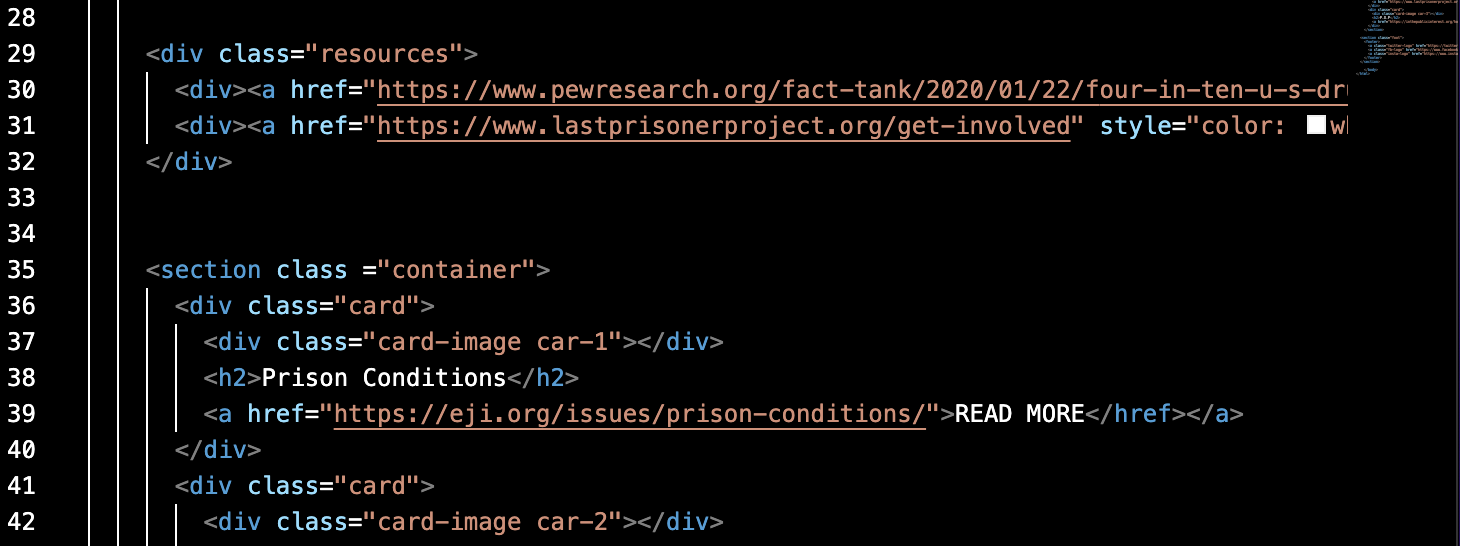 28
29 <div class="resources">
30 <div><a href="https://www.pewresearch.org/fact-tank/2020/01/22/four-in-ten-u-s-dr
31 <div><a href="https://www.lastprisonerproject.org/get-involved" style="color:
32 </div>
33
34
35 <section class ="container">
36 <div class="card">
37 <div class="card-image car-1"></div>
38 <h2>Prison Conditions</h2>
39 <a href="https://eji.org/issues/prison-conditions/">READ MORE</href></a>
40 </div>
41 <div class="card">
42 <div class="card-image car-2"></div>